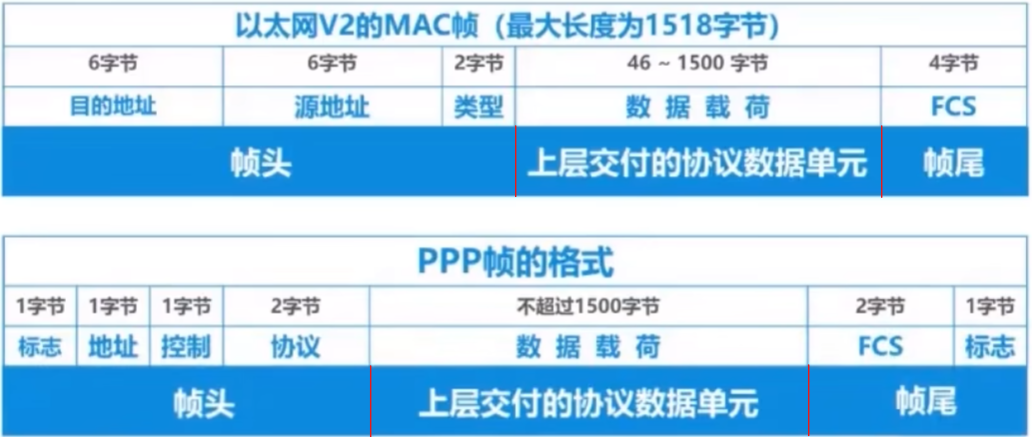 以太网V2的MAC帧（最大长度为1518字节）
6字节 6字节 2字节 46 ~ 1500 字节 4字节
目的地址 源地址 类型 数 据 载 荷 FCS
帧头 上层交付的协议数据单元 帧尾
PPP帧的格式
1字节 1字节 1字节 2字节 不超过1500字节 2字节 1字节
标志 地址 控制 协议 数 据 载 荷 FCS 标志
帧头 上层交付的协议数据单元 帧尾